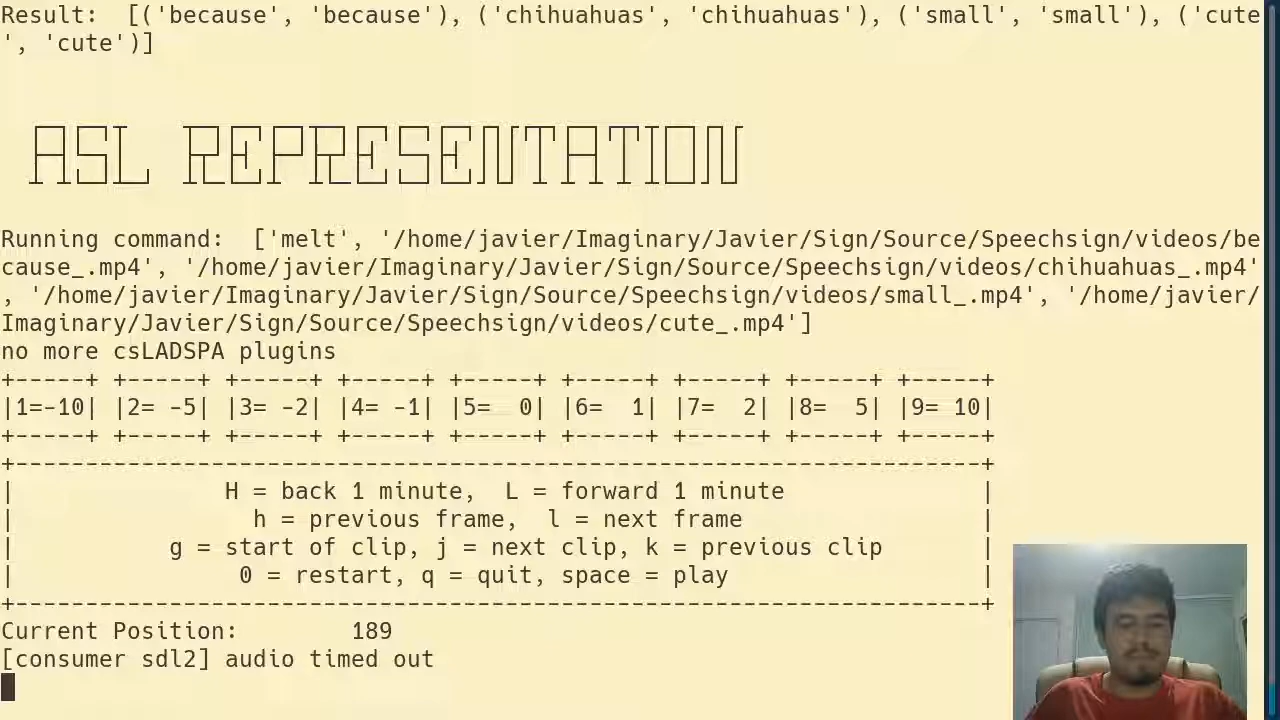 Result:  [('because', 'because'), ('chihuahuas', 'chihuahuas'), ('small', 'small'), ('cute
', 'cute')]
ASL REPRESENTATION
Running command:  ['melt', '/home/javier/Imaginary/Javier/Sign/Source/Speechsign/videos/be
cause_.mp4', '/home/javier/Imaginary/Javier/Sign/Source/Speechsign/videos/chihuahuas_.mp4'
, '/home/javier/Imaginary/Javier/Sign/Source/Speechsign/videos/small_.mp4', '/home/javier/
Imaginary/Javier/Sign/Source/Speechsign/videos/cute_.mp4']
no more csLADSPA plugins
+-----+ +-----+ +-----+ +-----+ +-----+ +-----+ +-----+ +-----+ +-----+
|1=-10| |2= -5| |3= -2| |4= -1| |5=  0| |6=  1| |7=  2| |8=  5| |9= 10|
+-----+ +-----+ +-----+ +-----+ +-----+ +-----+ +-----+ +-----+ +-----+
+---------------------------------------------------------------------+
|               H = back 1 minute,  L = forward 1 minute              |
|                 h = previous frame,  l = next frame                 |
|           g = start of clip, j = next clip, k = previous clip       |
|                0 = restart, q = quit, space = play                  |
+---------------------------------------------------------------------+
Current Position:        189
[consumer sdl2] audio timed out